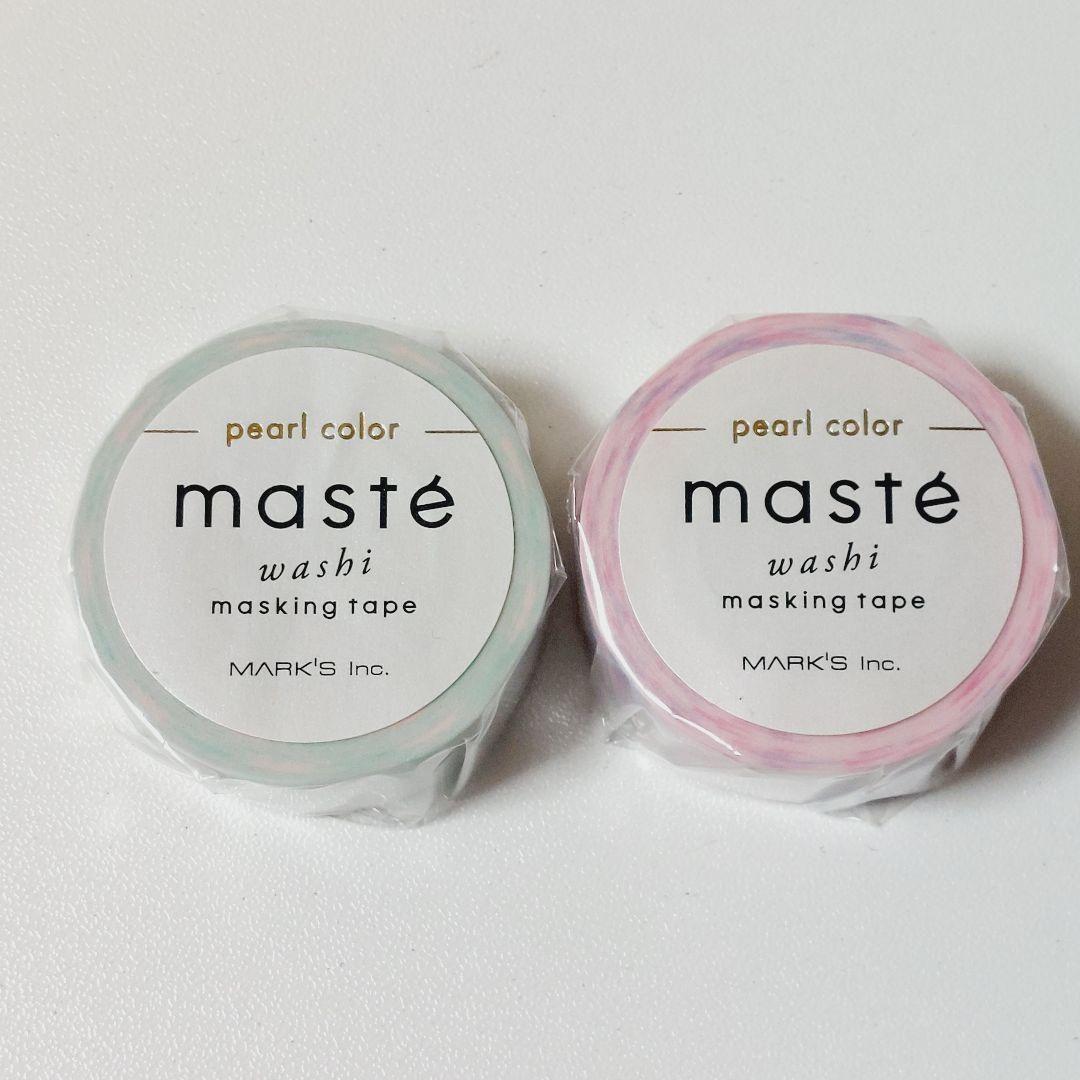 pearl color
masté
washi
masking tape
MARK'S Inc.
pearl color
masté
washi
masking tape
MARK'S Inc.